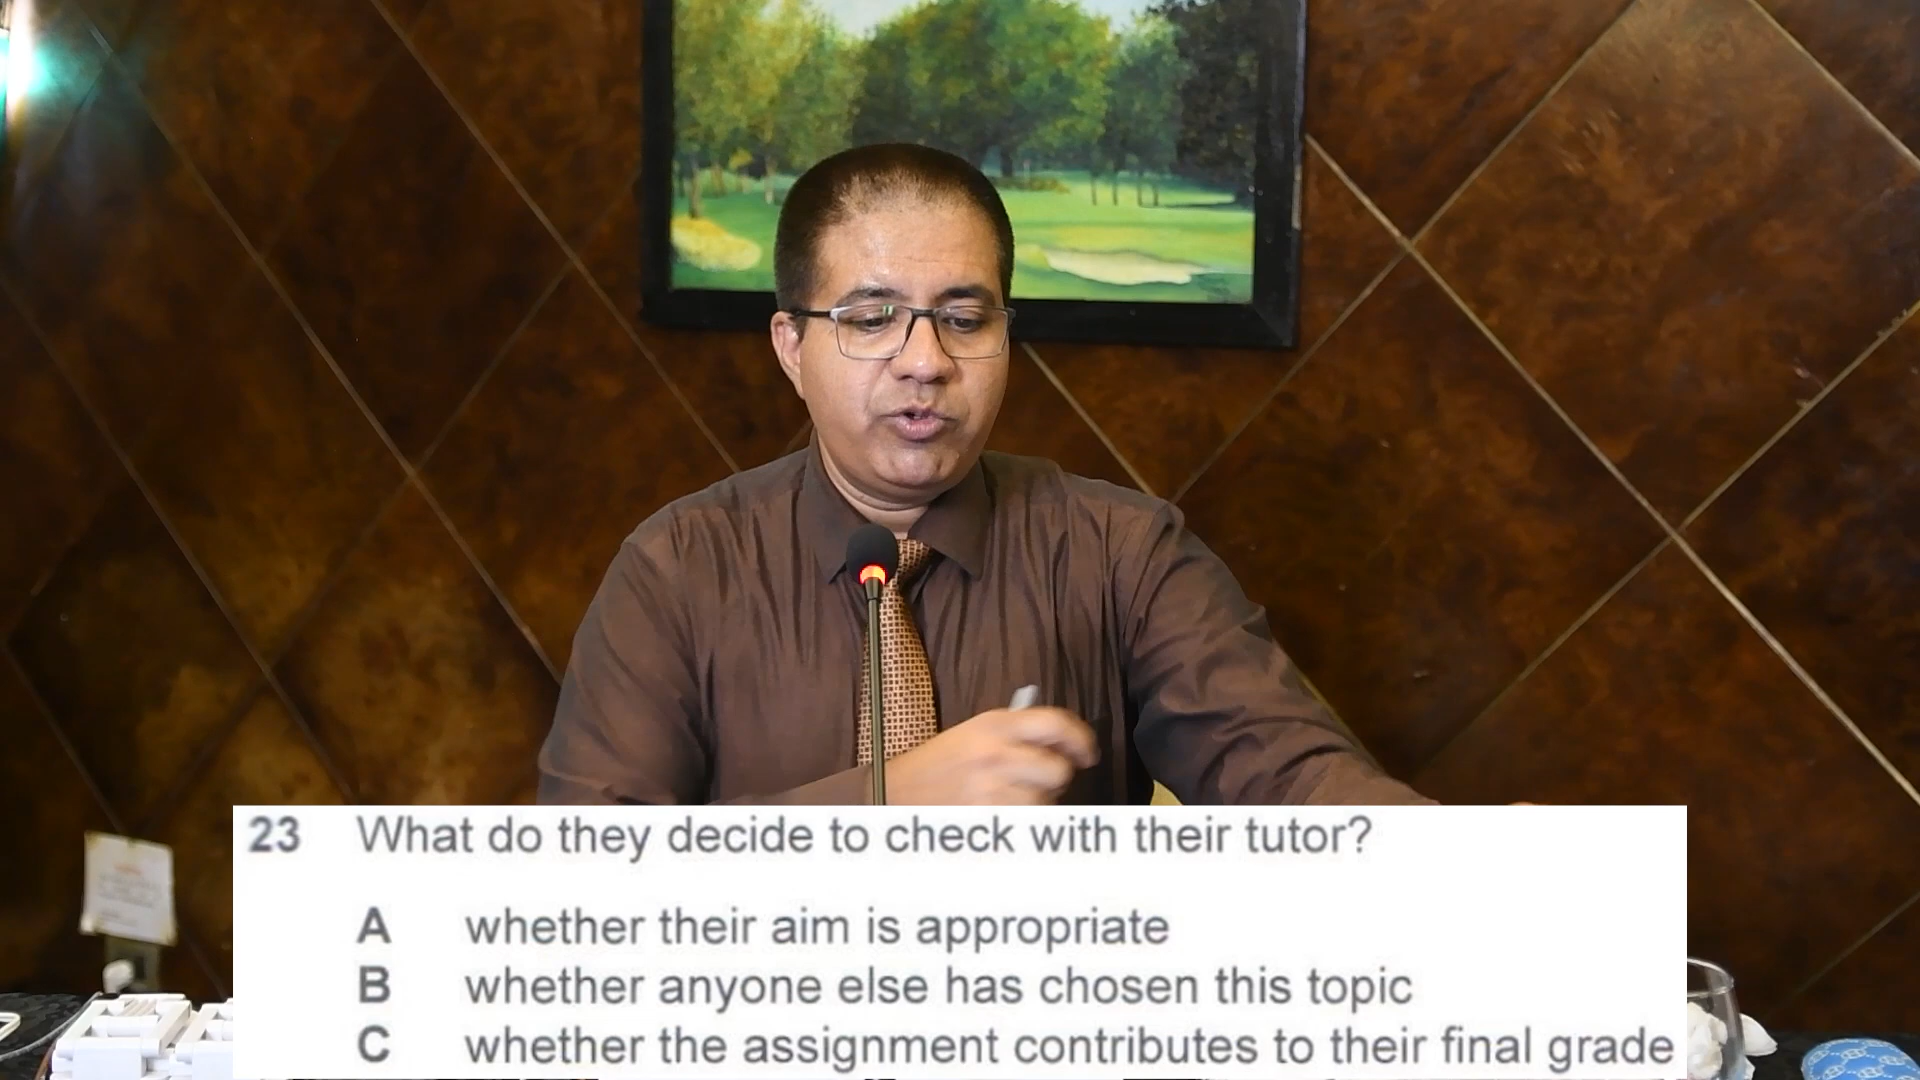 23 What do they decide to check with their tutor?
A whether their aim is appropriate
B whether anyone else has chosen this topic
C whether the assignment contributes to their final grade